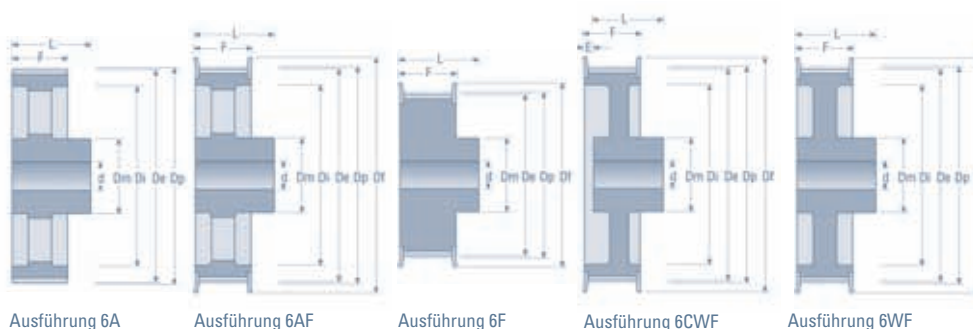 L
F
d Dm Di De Dp
L
F
d Dm Di De Dp Df
L
F
d Dm De Dp Df
L
F
E
d Dm Di De Dp Df
L
F
d Dm Di De Dp Df
Ausführung 6A
Ausführung 6AF
Ausführung 6F
Ausführung 6CWF
Ausführung 6WF